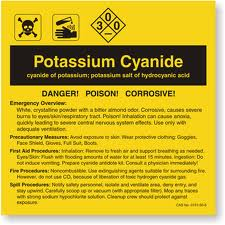 3
0 0
Potassium Cyanide
cyanide of potassium; potassium salt of hydrocyanic acid
DANGER! POISON! CORROSIVE!
Emergency Overview:
White, crystalline powder with a bitter almond odor, Corrosive, causes severe
burns to eyes/skin/respiratory tract. Poison! Inhalation can cause anoxia,
quickly leading to severe central nervous system effects. Use only with
adequate ventilation.
Precautionary Measures: Avoid exposure to skin. Wear protective clothing: Goggles,
Face Shield, Gloves, Full Suit, Boots.
First Aid Procedures: Inhalation: Remove to fresh air and support breathing as needed.
Eyes/Skin: Flush with flooding amounts of water for at least 15 minutes. Ingestion: Do
not induce vomiting. Prepare cyanide antidote kit. Consult a physician immediately
Fire Procedures: Noncombustible. Use extinguishing agents suitable for surrounding fire.
However, do not use CO₂ because of liberation of toxic hydrogen cyanide.
Spill Procedures: Notify safety personnel, isolate and ventilate area, deny entry, and
stay upwind. Carefully scoop up or vacuum (with appropriate filter). Mop any traces
with strong sodium hypochlorite solution. Cleanup crew should protect against
exposure.
CAS No.